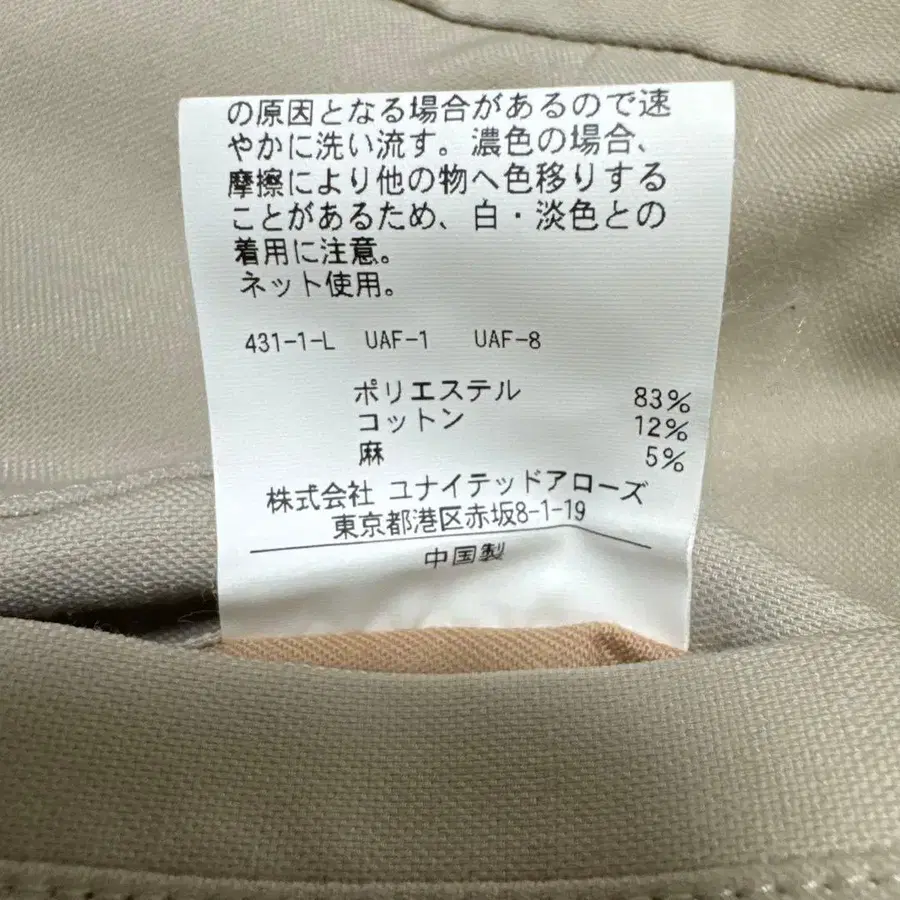 の原因となる場合があるので速
やかに洗い流す。濃色の場合、
摩擦により他の物へ色移りする
ことがあるため、白・淡色との
着用に注意。
ネット使用。
431-1-L UAF-1 UAF-8
ポリエステル 83%
コットン 12%
麻 5%
株式会社 ユナイテッドアローズ
東京都港区赤坂8-1-19
中国製